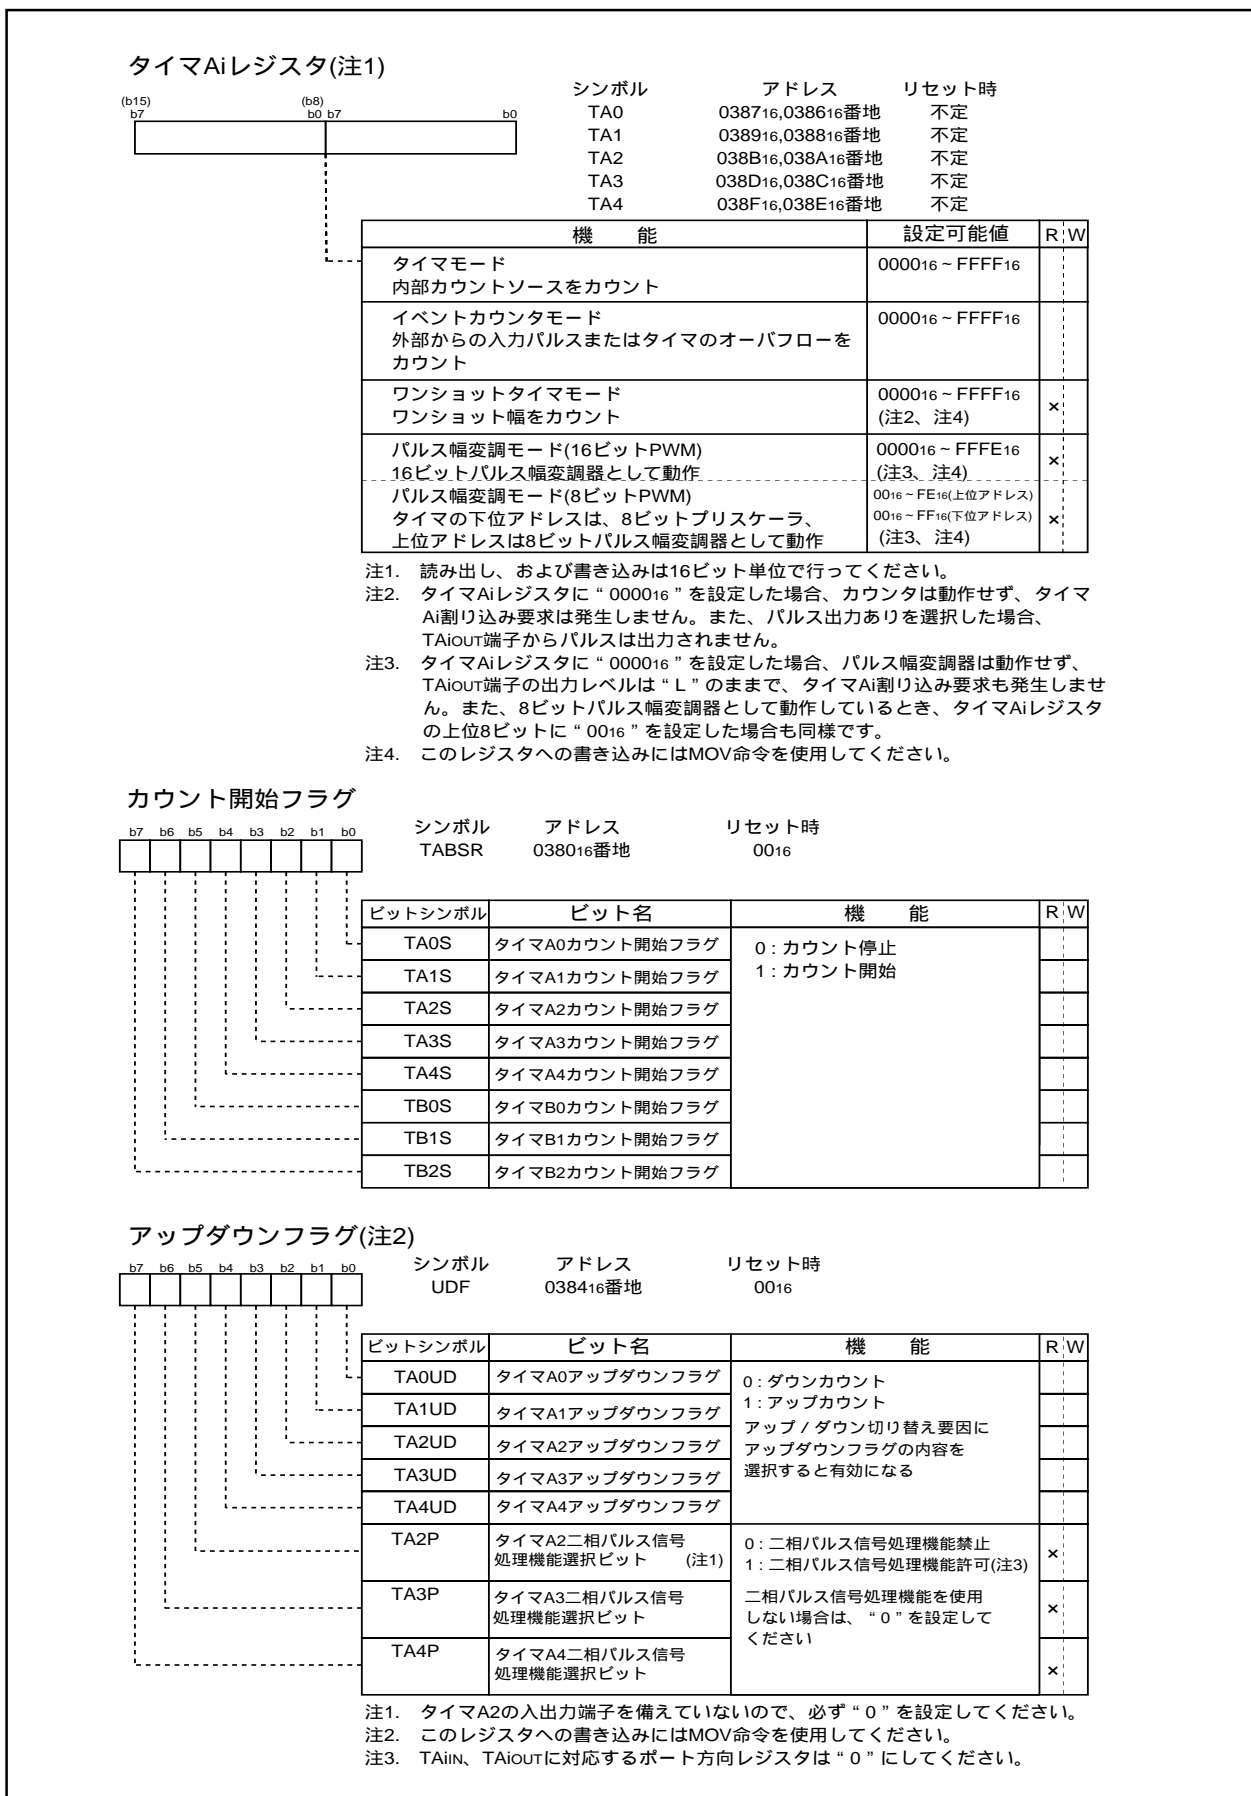 タイマAiレジスタ(注1)
(b15) (b8)
b7 b0 b7 b0
シンボル アドレス リセット時
TA0 038716,038616番地 不定
TA1 038916,038816番地 不定
TA2 038B16,038A16番地 不定
TA3 038D16,038C16番地 不定
TA4 038F16,038E16番地 不定
機 能 設定可能値 R W
タイマモード 000016 ~ FFFF16
内部カウントソースをカウント
イベントカウンタモード 000016 ~ FFFF16
外部からの入力パルスまたはタイマのオーバフローを
カウント
ワンショットタイマモード 000016 ~ FFFF16
ワンショット幅をカウント (注2、注4) ×
パルス幅変調モード(16ビットPWM) 000016 ~ FFFE16
16ビットパルス幅変調器として動作 (注3、注4) ×
パルス幅変調モード(8ビットPWM) 0016 ~ FE16(上位アドレス)
タイマの下位アドレスは、8ビットプリスケーラ、 0016 ~ FF16(下位アドレス) ×
上位アドレスは8ビットパルス幅変調器として動作 (注3、注4)
注1. 読み出し、および書き込みは16ビット単位で行ってください。
注2. タイマAiレジスタに“000016”を設定した場合、カウンタは動作せず、タイマ
Ai割り込み要求は発生しません。また、パルス出力ありを選択した場合、
TAiOUT端子からパルスは出力されません。
注3. タイマAiレジスタに“000016”を設定した場合、パルス幅変調器は動作せず、
TAiOUT端子の出力レベルは“L”のままで、タイマAi割り込み要求も発生しませ
ん。また、8ビットパルス幅変調器として動作しているとき、タイマAiレジスタ
の上位8ビットに“0016”を設定した場合も同様です。
注4. このレジスタへの書き込みにはMOV命令を使用してください。
カウント開始フラグ
b7 b6 b5 b4 b3 b2 b1 b0
シンボル アドレス リセット時
TABSR 038016番地 0016
ビットシンボル ビット名 機 能 R W
TA0S タイマA0カウント開始フラグ 0 : カウント停止
TA1S タイマA1カウント開始フラグ 1 : カウント開始
TA2S タイマA2カウント開始フラグ
TA3S タイマA3カウント開始フラグ
TA4S タイマA4カウント開始フラグ
TB0S タイマB0カウント開始フラグ
TB1S タイマB1カウント開始フラグ
TB2S タイマB2カウント開始フラグ
アップダウンフラグ(注2)
b7 b6 b5 b4 b3 b2 b1 b0
シンボル アドレス リセット時
UDF 038416番地 0016
ビットシンボル ビット名 機 能 R W
TA0UD タイマA0アップダウンフラグ 0 : ダウンカウント
TA1UD タイマA1アップダウンフラグ 1 : アップカウント
TA2UD タイマA2アップダウンフラグ アップ / ダウン切り替え要因に
TA3UD タイマA3アップダウンフラグ アップダウンフラグの内容を
TA4UD タイマA4アップダウンフラグ 選択すると有効になる
TA2P タイマA2二相パルス信号 0 : 二相パルス信号処理機能禁止
処理機能選択ビット (注1) 1 : 二相パルス信号処理機能許可(注3) ×
TA3P タイマA3二相パルス信号 二相パルス信号処理機能を使用
処理機能選択ビット しない場合は、“0”を設定して ×
TA4P タイマA4二相パルス信号 ください
処理機能選択ビット ×
注1. タイマA2の入出力端子を備えていないので、必ず“0”を設定してください。
注2. このレジスタへの書き込みにはMOV命令を使用してください。
注3. TAiIN、TAiOUTに対応するポート方向レジスタは“0”にしてください。